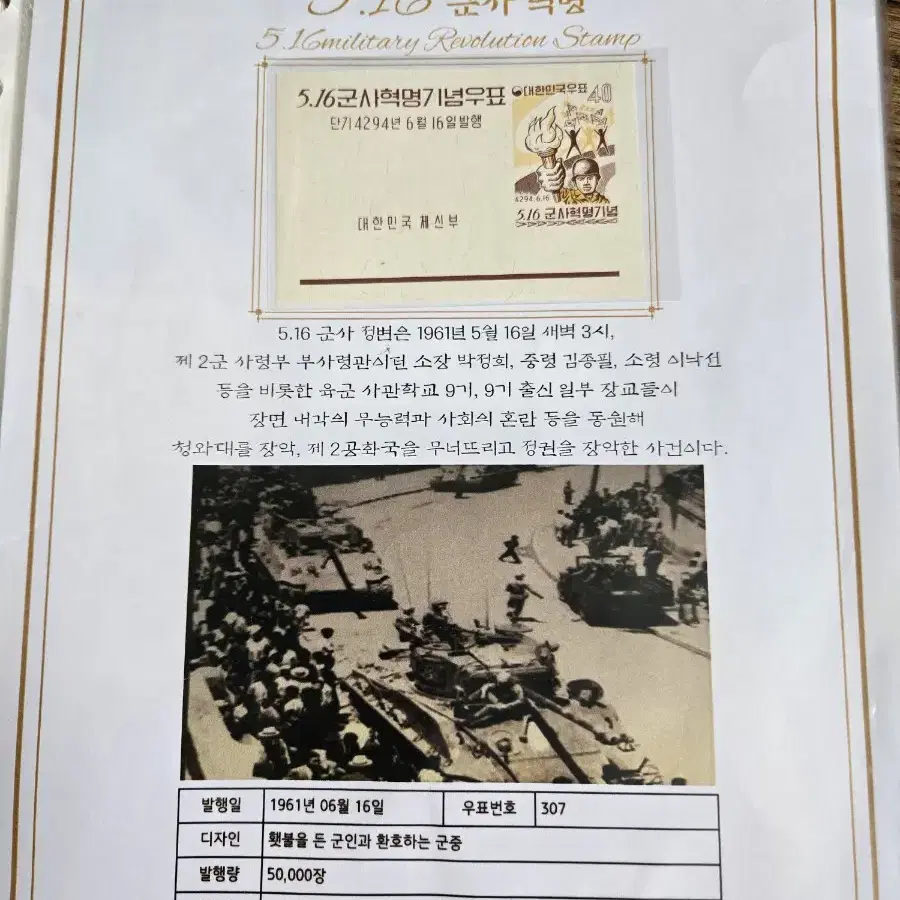 5.16 군사 혁명
5.16military Revolution Stamp
5.16군사혁명기념우표
단기 4294년 6월 16일발행
대한민국 체신부
대한민국우표 40
4294.6.16
5.16 군사혁명기념
5.16 군사 정변은 1961년 5월 16일 새벽 3시,
제 2군 사령부 부사령관이던 소장 박정희, 중령 김종필, 소령 이낙선
등을 비롯한 육군 사관학교 9기, 9기 출신 일부 장교들이
장면 내각의 무능력과 사회의 혼란 등을 동원해
청와대를 장악, 제 2공화국을 무너뜨리고 정권을 장악한 사건이다.
발행일 1961년 06월 16일 우표번호 307
디자인 횃불을 든 군인과 환호하는 군중
발행량 50,000장